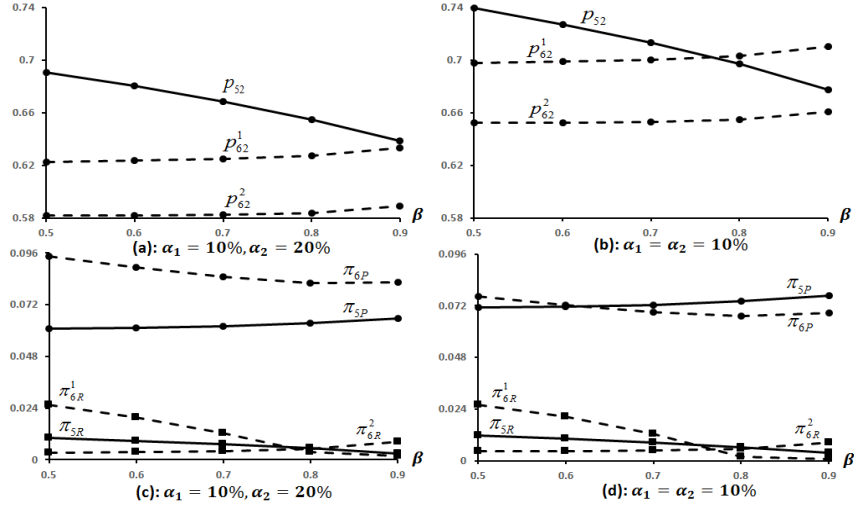 0.74
0.7
0.66
0.62
0.58
p₅₂
p¹₆₂
p²₆₂
0.5 0.6 0.7 0.8 0.9 β
(a): α₁ = 10%, α₂ = 20%
0.74
0.7
0.66
0.62
0.58
p₅₂
p¹₆₂
p²₆₂
0.5 0.6 0.7 0.8 0.9 β
(b): α₁ = α₂ = 10%
0.096
0.072
0.048
0.024
0
π₆P
π₅P
π¹₆R
π₅R
π²₆R
0.5 0.6 0.7 0.8 0.9 β
(c): α₁ = 10%, α₂ = 20%
0.096
0.072
0.048
0.024
0
π₅P
π₆P
π¹₆R
π₅R
π²₆R
0.5 0.6 0.7 0.8 0.9 β
(d): α₁ = α₂ = 10%